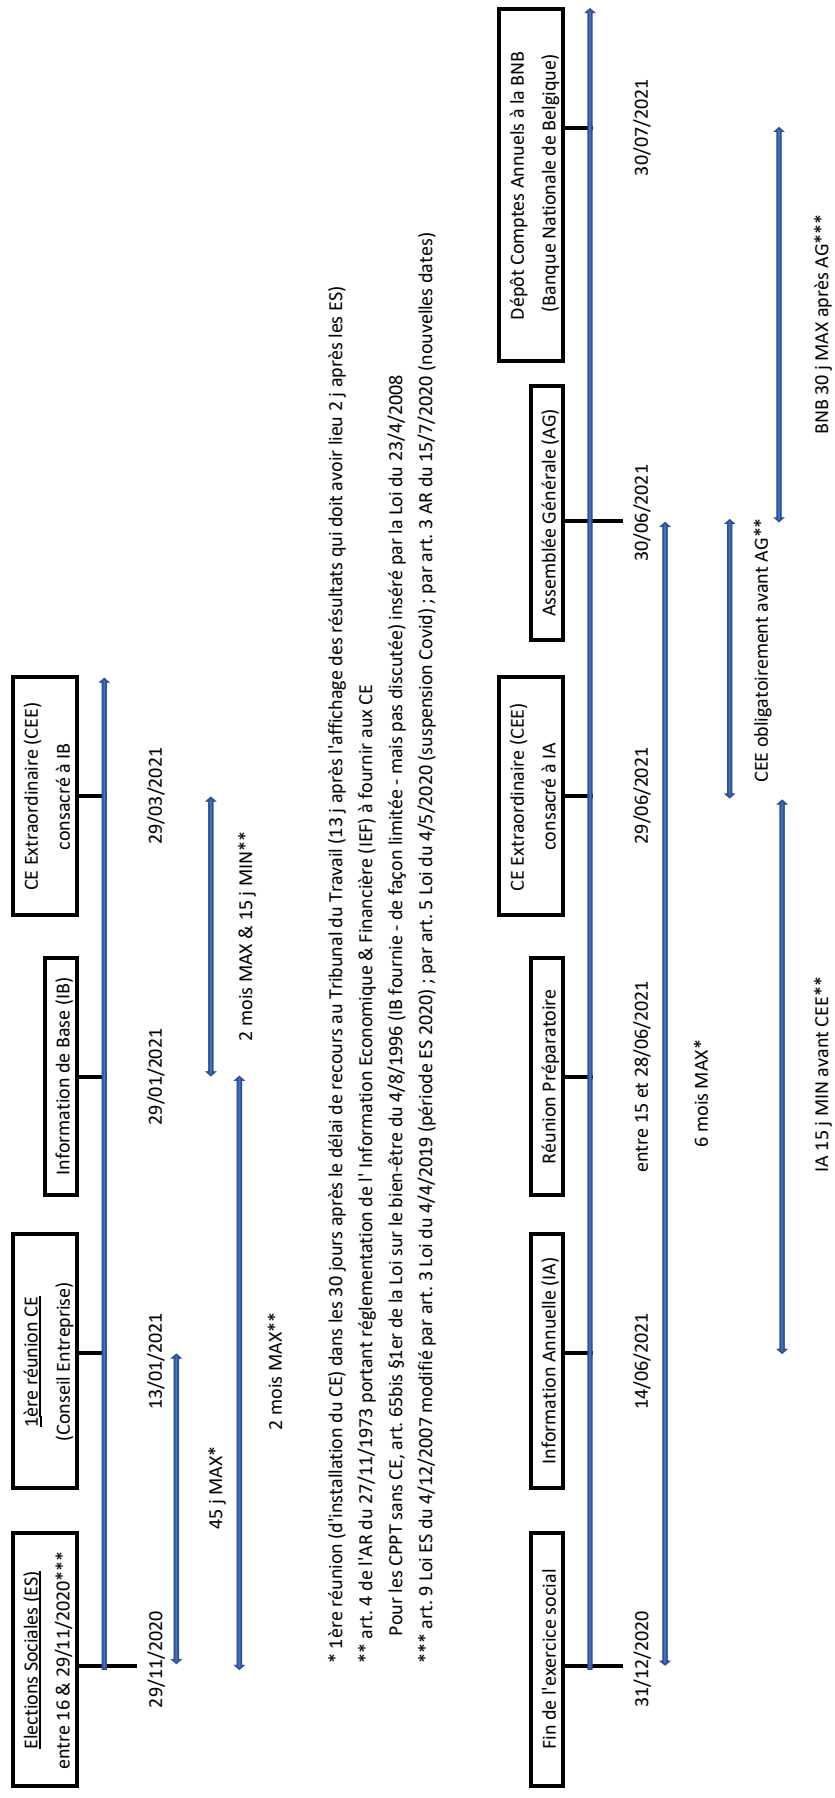 Elections Sociales (ES)
entre 16 & 29/11/2020***
1ère réunion CE
(Conseil Entreprise)
Information de Base (IB)
CE Extraordinaire (CEE)
consacré à IB
29/11/2020
13/01/2021
29/01/2021
29/03/2021
45 j MAX*
2 mois MAX & 15 j MIN**
2 mois MAX**
* 1ère réunion (d'installation du CE) dans les 30 jours après le délai de recours au Tribunal du Travail (13 j après l'affichage des résultats qui doit avoir lieu 2 j après les ES)
** art. 4 de l'AR du 27/11/1973 portant réglementation de l' Information Economique & Financière (IEF) à fournir aux CE
Pour les CPPT sans CE, art. 65bis §1er de la Loi sur le bien-être du 4/8/1996 (IB fournie - de façon limitée - mais pas discutée) inséré par la Loi du 23/4/2008
*** art. 9 Loi ES du 4/12/2007 modifié par art. 3 Loi du 4/4/2019 (période ES 2020) ; par art. 5 Loi du 4/5/2020 (suspension Covid) ; par art. 3 AR du 15/7/2020 (nouvelles dates)
Fin de l'exercice social
Information Annuelle (IA)
Réunion Préparatoire
CE Extraordinaire (CEE)
consacré à IA
Assemblée Générale (AG)
Dépôt Comptes Annuels à la BNB
(Banque Nationale de Belgique)
31/12/2020
14/06/2021
entre 15 et 28/06/2021
29/06/2021
30/06/2021
30/07/2021
6 mois MAX*
CEE obligatoirement avant AG**
IA 15 j MIN avant CEE**
BNB 30 j MAX après AG***